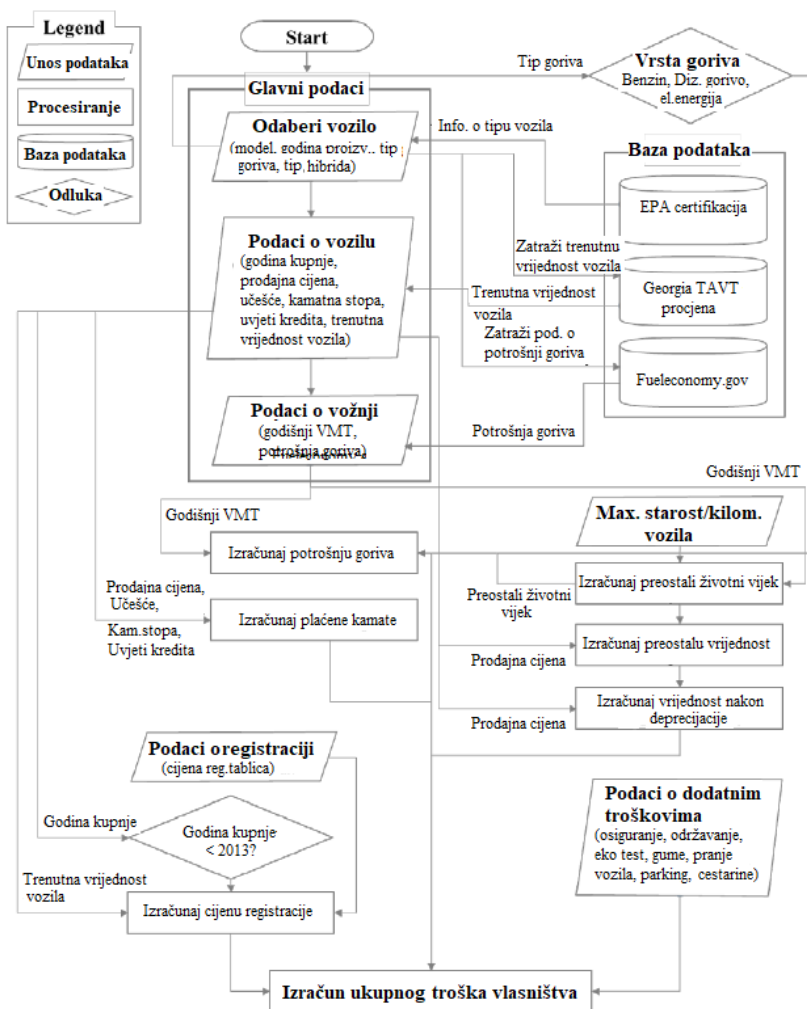 Legend
Unos podataka
Procesiranje
Baza podataka
Odluka
Start
Tip goriva
Vrsta goriva
Benzin, Diz. gorivo,
el.energija
Glavni podaci
Odaberi vozilo
(model, godina proizv.. tip
goriva, tip, hibrida)
Info. o tipu vozila
Baza podataka
EPA certifikacija
Georgia TAVT
procjena
Fueleconomy.gov
Podaci o vozilu
(godina kupnje,
prodajna cijena,
učešće, kamatna stopa,
uvjeti kredita, trenutna
vrijednost vozila)
Zatraži trenutnu
vrijednost vozila
Trenutna vrijednost
vozila
Zatraži pod. o
potrošnji goriva
Potrošnja goriva
Podaci o vožnji
(godišnji VMT,
potrošnja goriva)
Godišnji VMT
Godišnji VMT
Max. starost/kilom.
vozila
Izračunaj potrošnju goriva
Izračunaj preostali životni vijek
Preostali životni
vijek
Prodajna cijena,
Učešće,
Kam.stopa,
Uvjeti kredita
Izračunaj plaćene kamate
Izračunaj preostalu vrijednost
Prodajna cijena
Izračunaj vrijednost nakon
deprecijacije
Prodajna cijena
Podaci o registraciji
(cijena reg.tablica)
Godina kupnje
Godina kupnje
< 2013?
Podaci o dodatnim
troškovima
(osiguranje, održavanje,
eko test, gume, pranje
vozila, parking, cestarine)
Trenutna vrijednost
vozila
Izračunaj cijenu registracije
Izračun ukupnog troška vlasništva